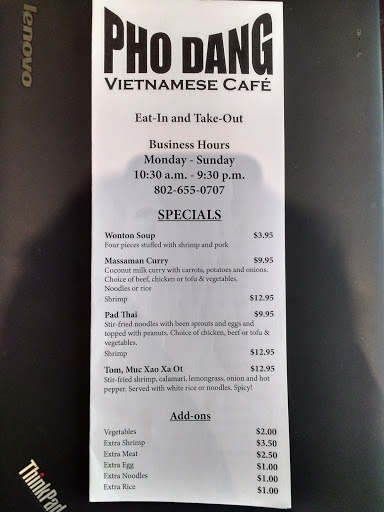 lenovo
PHO DANG
VIETNAMESE CAFÉ
Eat-In and Take-Out
Business Hours
Monday - Sunday
10:30 a.m. - 9:30 p.m.
802-655-0707
SPECIALS
Wonton Soup $3.95
Four pieces stuffed with shrimp and pork
Massaman Curry $9.95
Coconut milk curry with carrots, potatoes and onions.
Choice of beef, chicken or tofu & vegetables.
Noodles or rice
Shrimp $12.95
Pad Thai $9.95
Stir-fried noodles with been sprouts and eggs and
topped with peanuts. Choice of chicken, beef or tofu &
vegetables.
Shrimp $12.95
Tom, Muc Xao Xa Ot $12.95
Stir-fried shrimp, calamari, lemongrass, onion and hot
pepper. Served with white rice or noodles. Spicy!
Add-ons
Vegetables $2.00
Extra Shrimp $3.50
Extra Meat $2.50
Extra Egg $1.00
Extra Noodles $1.00
Extra Rice $1.00
ThinkPad